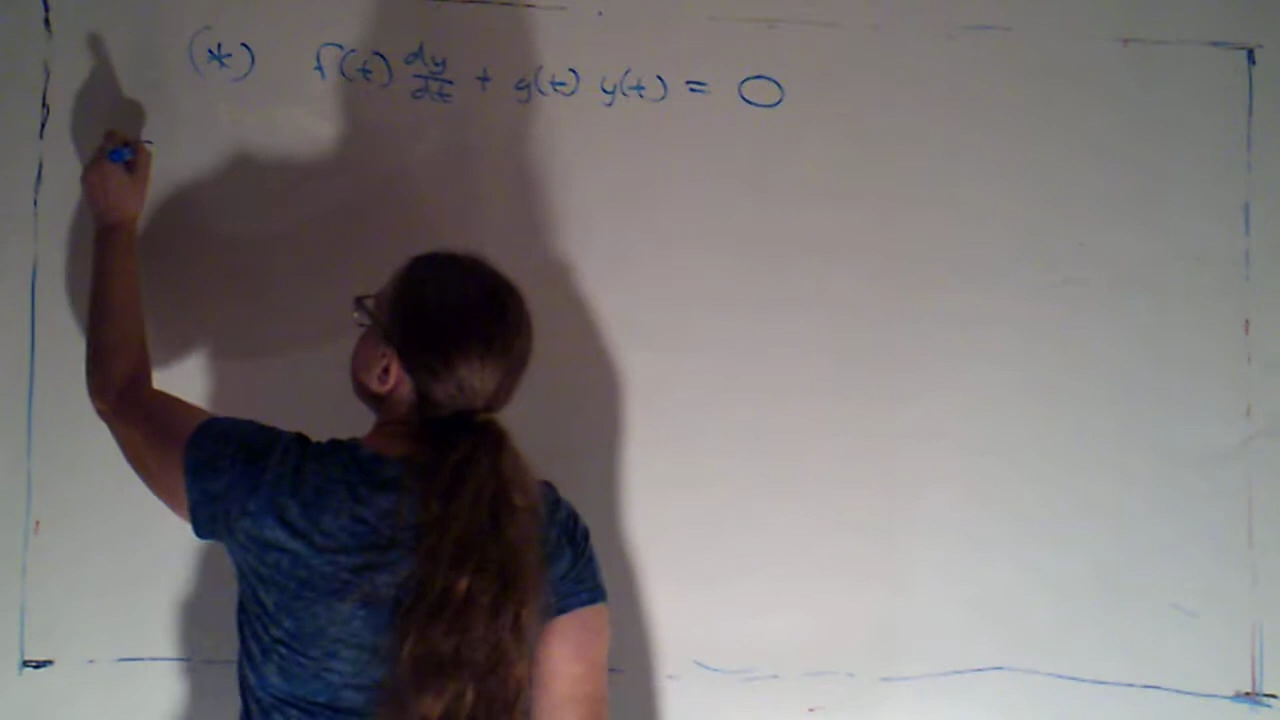 (*) f(t) dy/dt + g(t) y(t) = 0